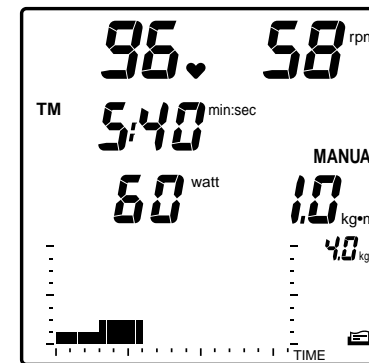 96 58 rpm
TM 5:40 min:sec
MANUA
60 watt 1.0 kg•m
4.0 kg
TIME